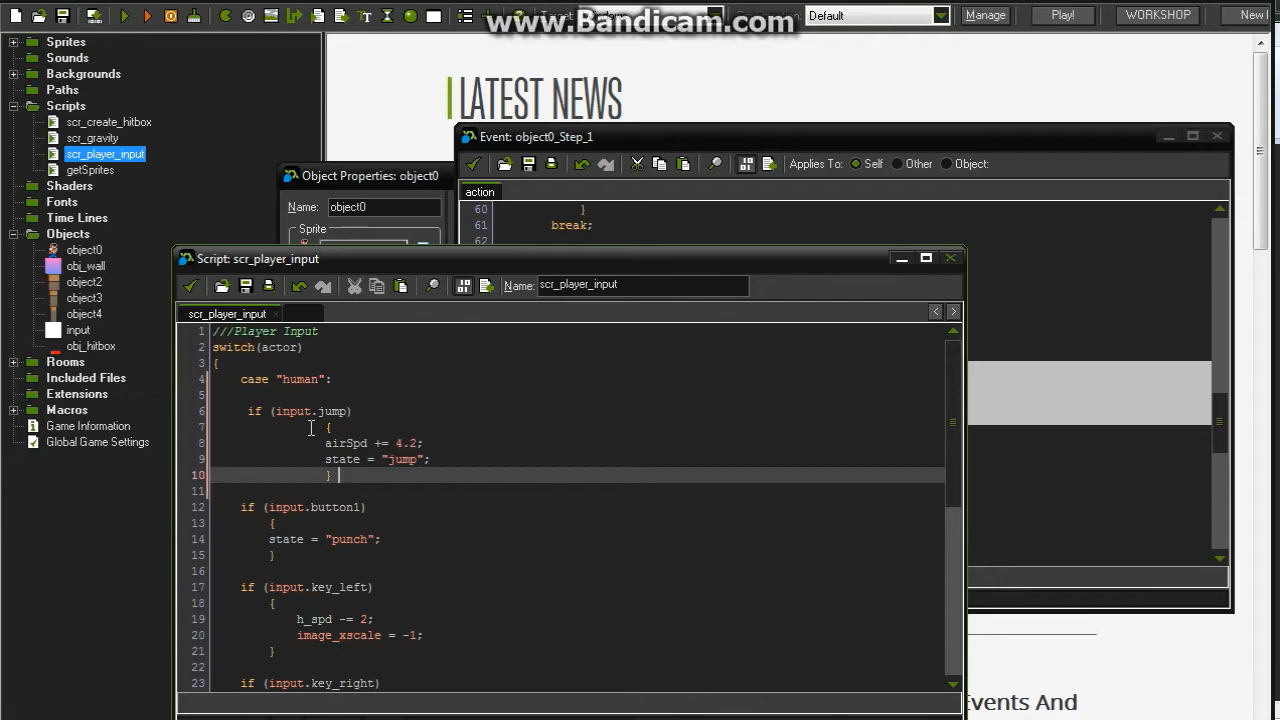 www.Bandicam.com
Target
Default
Manage
Play!
WORKSHOP
New
Sprites
Sounds
Backgrounds
Paths
Scripts
scr_create_hitbox
scr_gravity
scr_player_input
getSprites
Shaders
Fonts
Time Lines
Objects
object0
obj_wall
object2
object3
object4
input
obj_hitbox
Rooms
Included Files
Extensions
Macros
Game Information
Global Game Settings
LATEST NEWS
Event: object0_Step_1
Applies To: Self Other Object:
action
60 }
61 break;
62
Object Properties: object0
Name: object0
Sprite
Script: scr_player_input
Name: scr_player_input
scr_player_input x
1 ///Player Input
2 switch(actor)
3 {
4 case "human":
5
6 if (input.jump)
7 {
8 airSpd += 4.2;
9 state = "jump";
10 }
11
12 if (input.button1)
13 {
14 state = "punch";
15 }
16
17 if (input.key_left)
18 {
19 h_spd -= 2;
20 image_xscale = -1;
21 }
22
23 if (input.key_right)
Events And